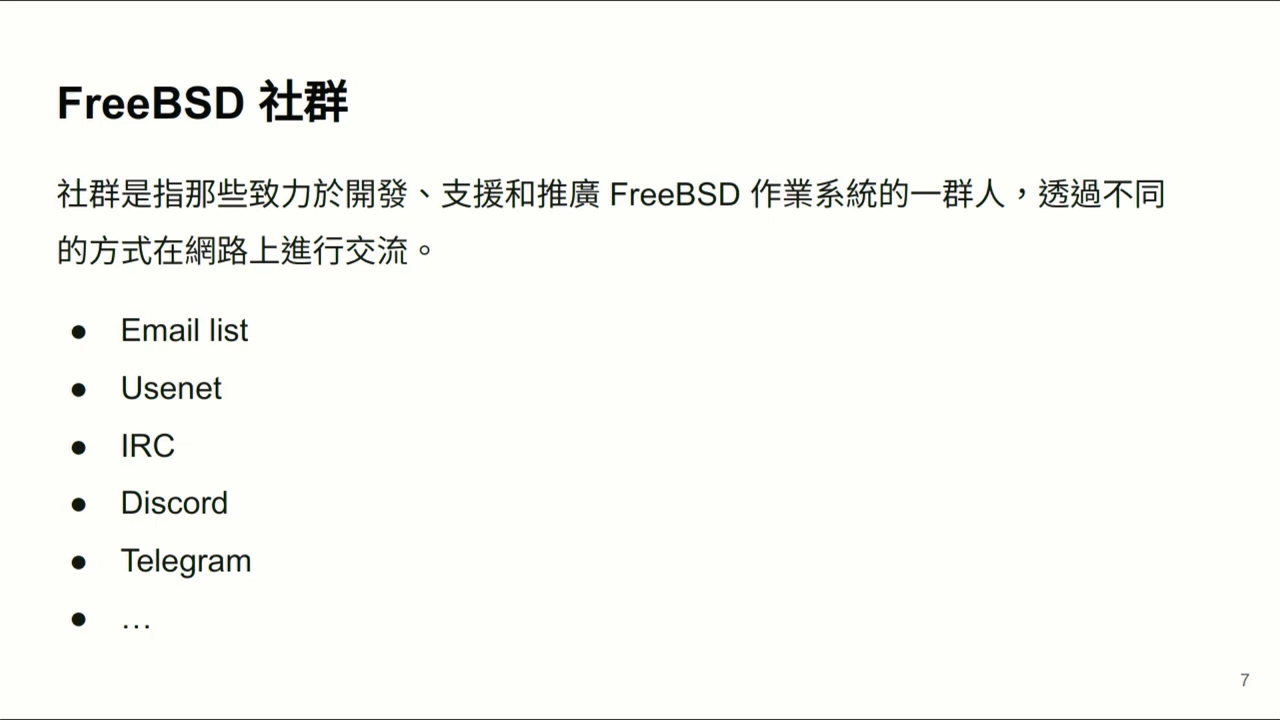 FreeBSD 社群
社群是指那些致力於開發、支援和推廣 FreeBSD 作業系統的一群人，透過不同
的方式在網路上進行交流。
● Email list
● Usenet
● IRC
● Discord
● Telegram
● …
7